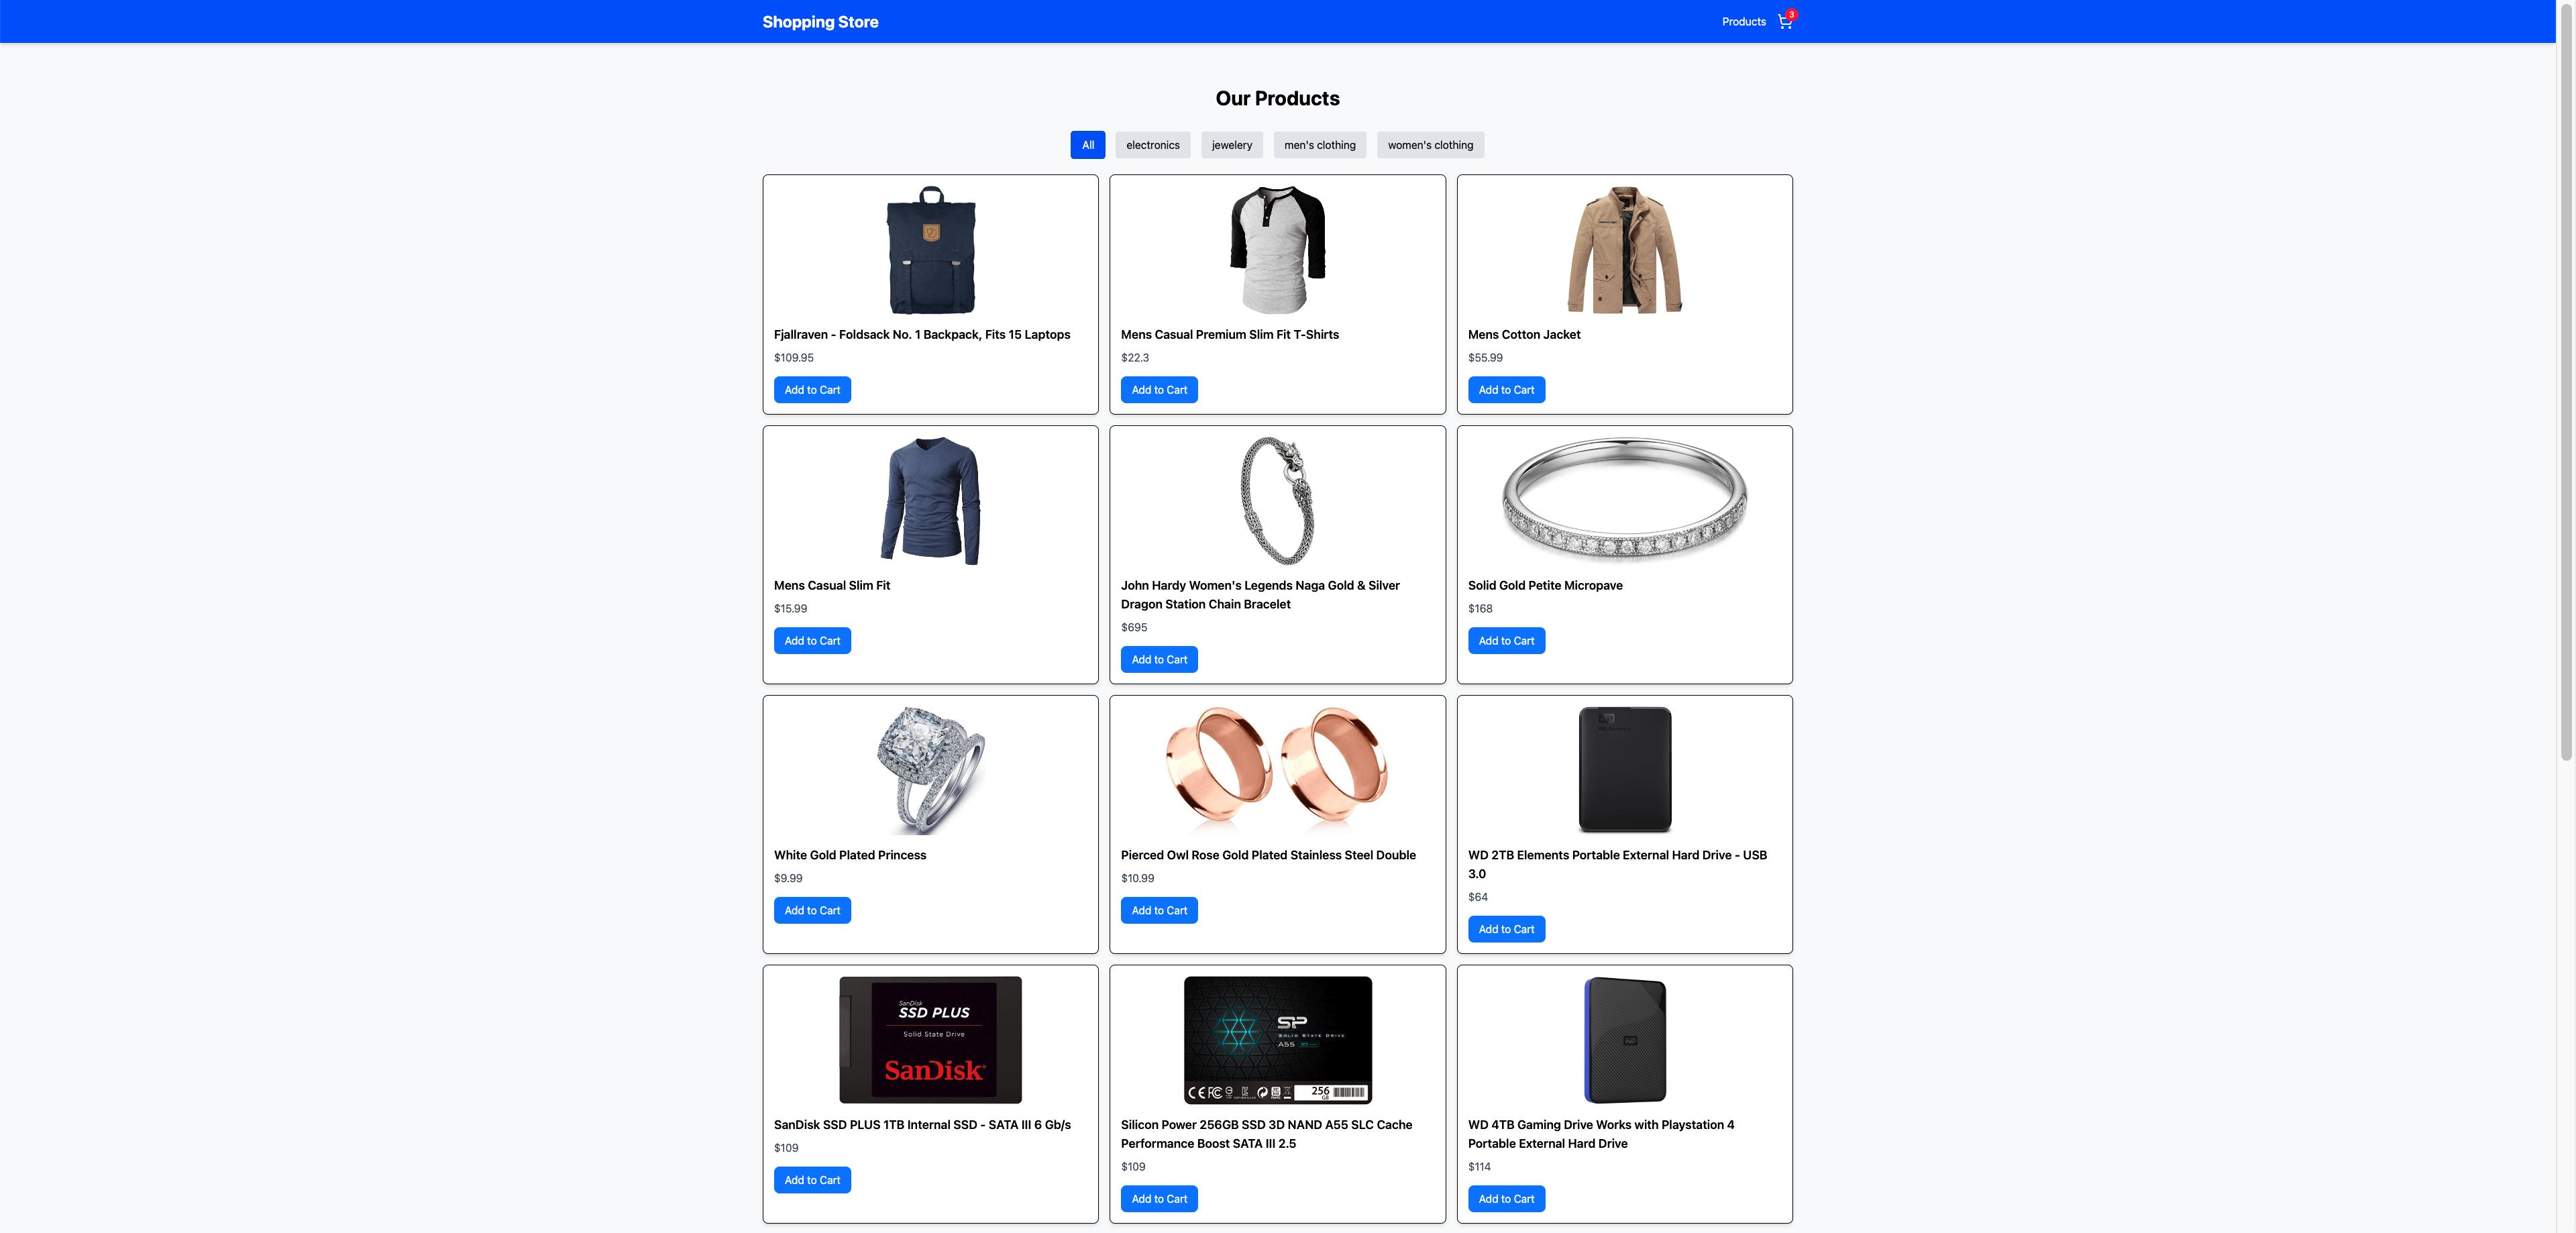 Shopping Store
Products
3
Our Products
All
electronics
jewelery
men's clothing
women's clothing
Fjallraven - Foldsack No. 1 Backpack, Fits 15 Laptops
$109.95
Add to Cart
Mens Casual Premium Slim Fit T-Shirts
$22.3
Add to Cart
Mens Cotton Jacket
$55.99
Add to Cart
Mens Casual Slim Fit
$15.99
Add to Cart
John Hardy Women's Legends Naga Gold & Silver
Dragon Station Chain Bracelet
$695
Add to Cart
Solid Gold Petite Micropave
$168
Add to Cart
White Gold Plated Princess
$9.99
Add to Cart
Pierced Owl Rose Gold Plated Stainless Steel Double
$10.99
Add to Cart
WD 2TB Elements Portable External Hard Drive - USB
3.0
$64
Add to Cart
SanDisk
SSD PLUS
Solid State Drive
SanDisk
SanDisk SSD PLUS 1TB Internal SSD - SATA III 6 Gb/s
$109
Add to Cart
SP
SOLID STATE DRIVE
A55
256
GB
Silicon Power 256GB SSD 3D NAND A55 SLC Cache
Performance Boost SATA III 2.5
$109
Add to Cart
WD
WD 4TB Gaming Drive Works with Playstation 4
Portable External Hard Drive
$114
Add to Cart